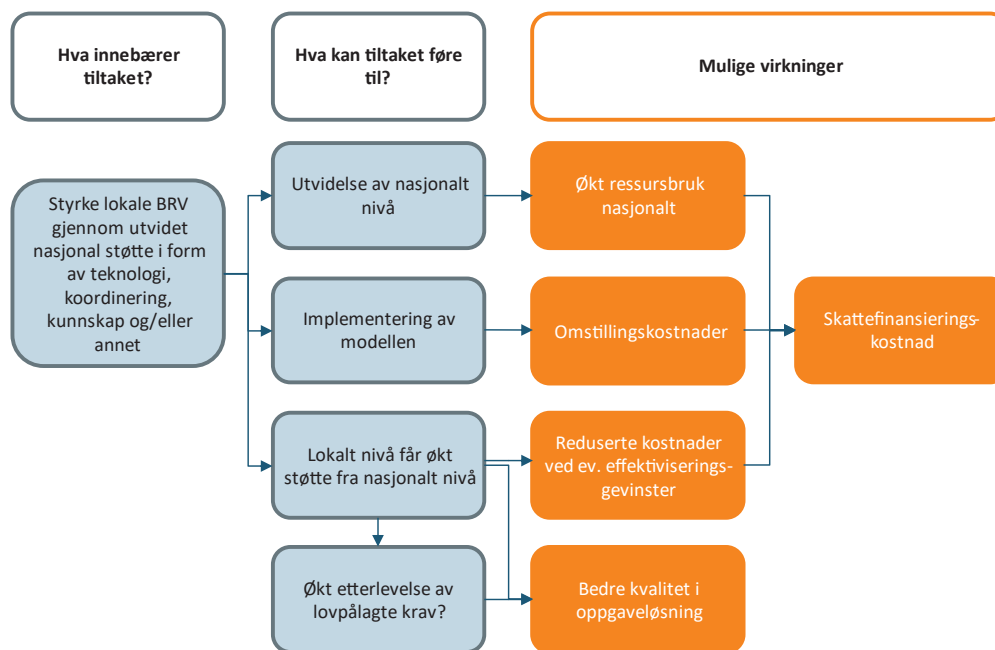 Hva innebærer
tiltaket?
Hva kan tiltaket føre
til?
Mulige virkninger
Styrke lokale BRV
gjennom utvidet
nasjonal støtte i form
av teknologi,
koordinering,
kunnskap og/eller
annet
Utvidelse av nasjonalt
nivå
Økt ressursbruk
nasjonalt
Implementering av
modellen
Omstillingskostnader
Skattefinansierings-
kostnad
Lokalt nivå får økt
støtte fra nasjonalt nivå
Reduserte kostnader
ved ev. effektiviserings-
gevinster
Økt etterlevelse av
lovpålagte krav?
Bedre kvalitet i
oppgaveløsning